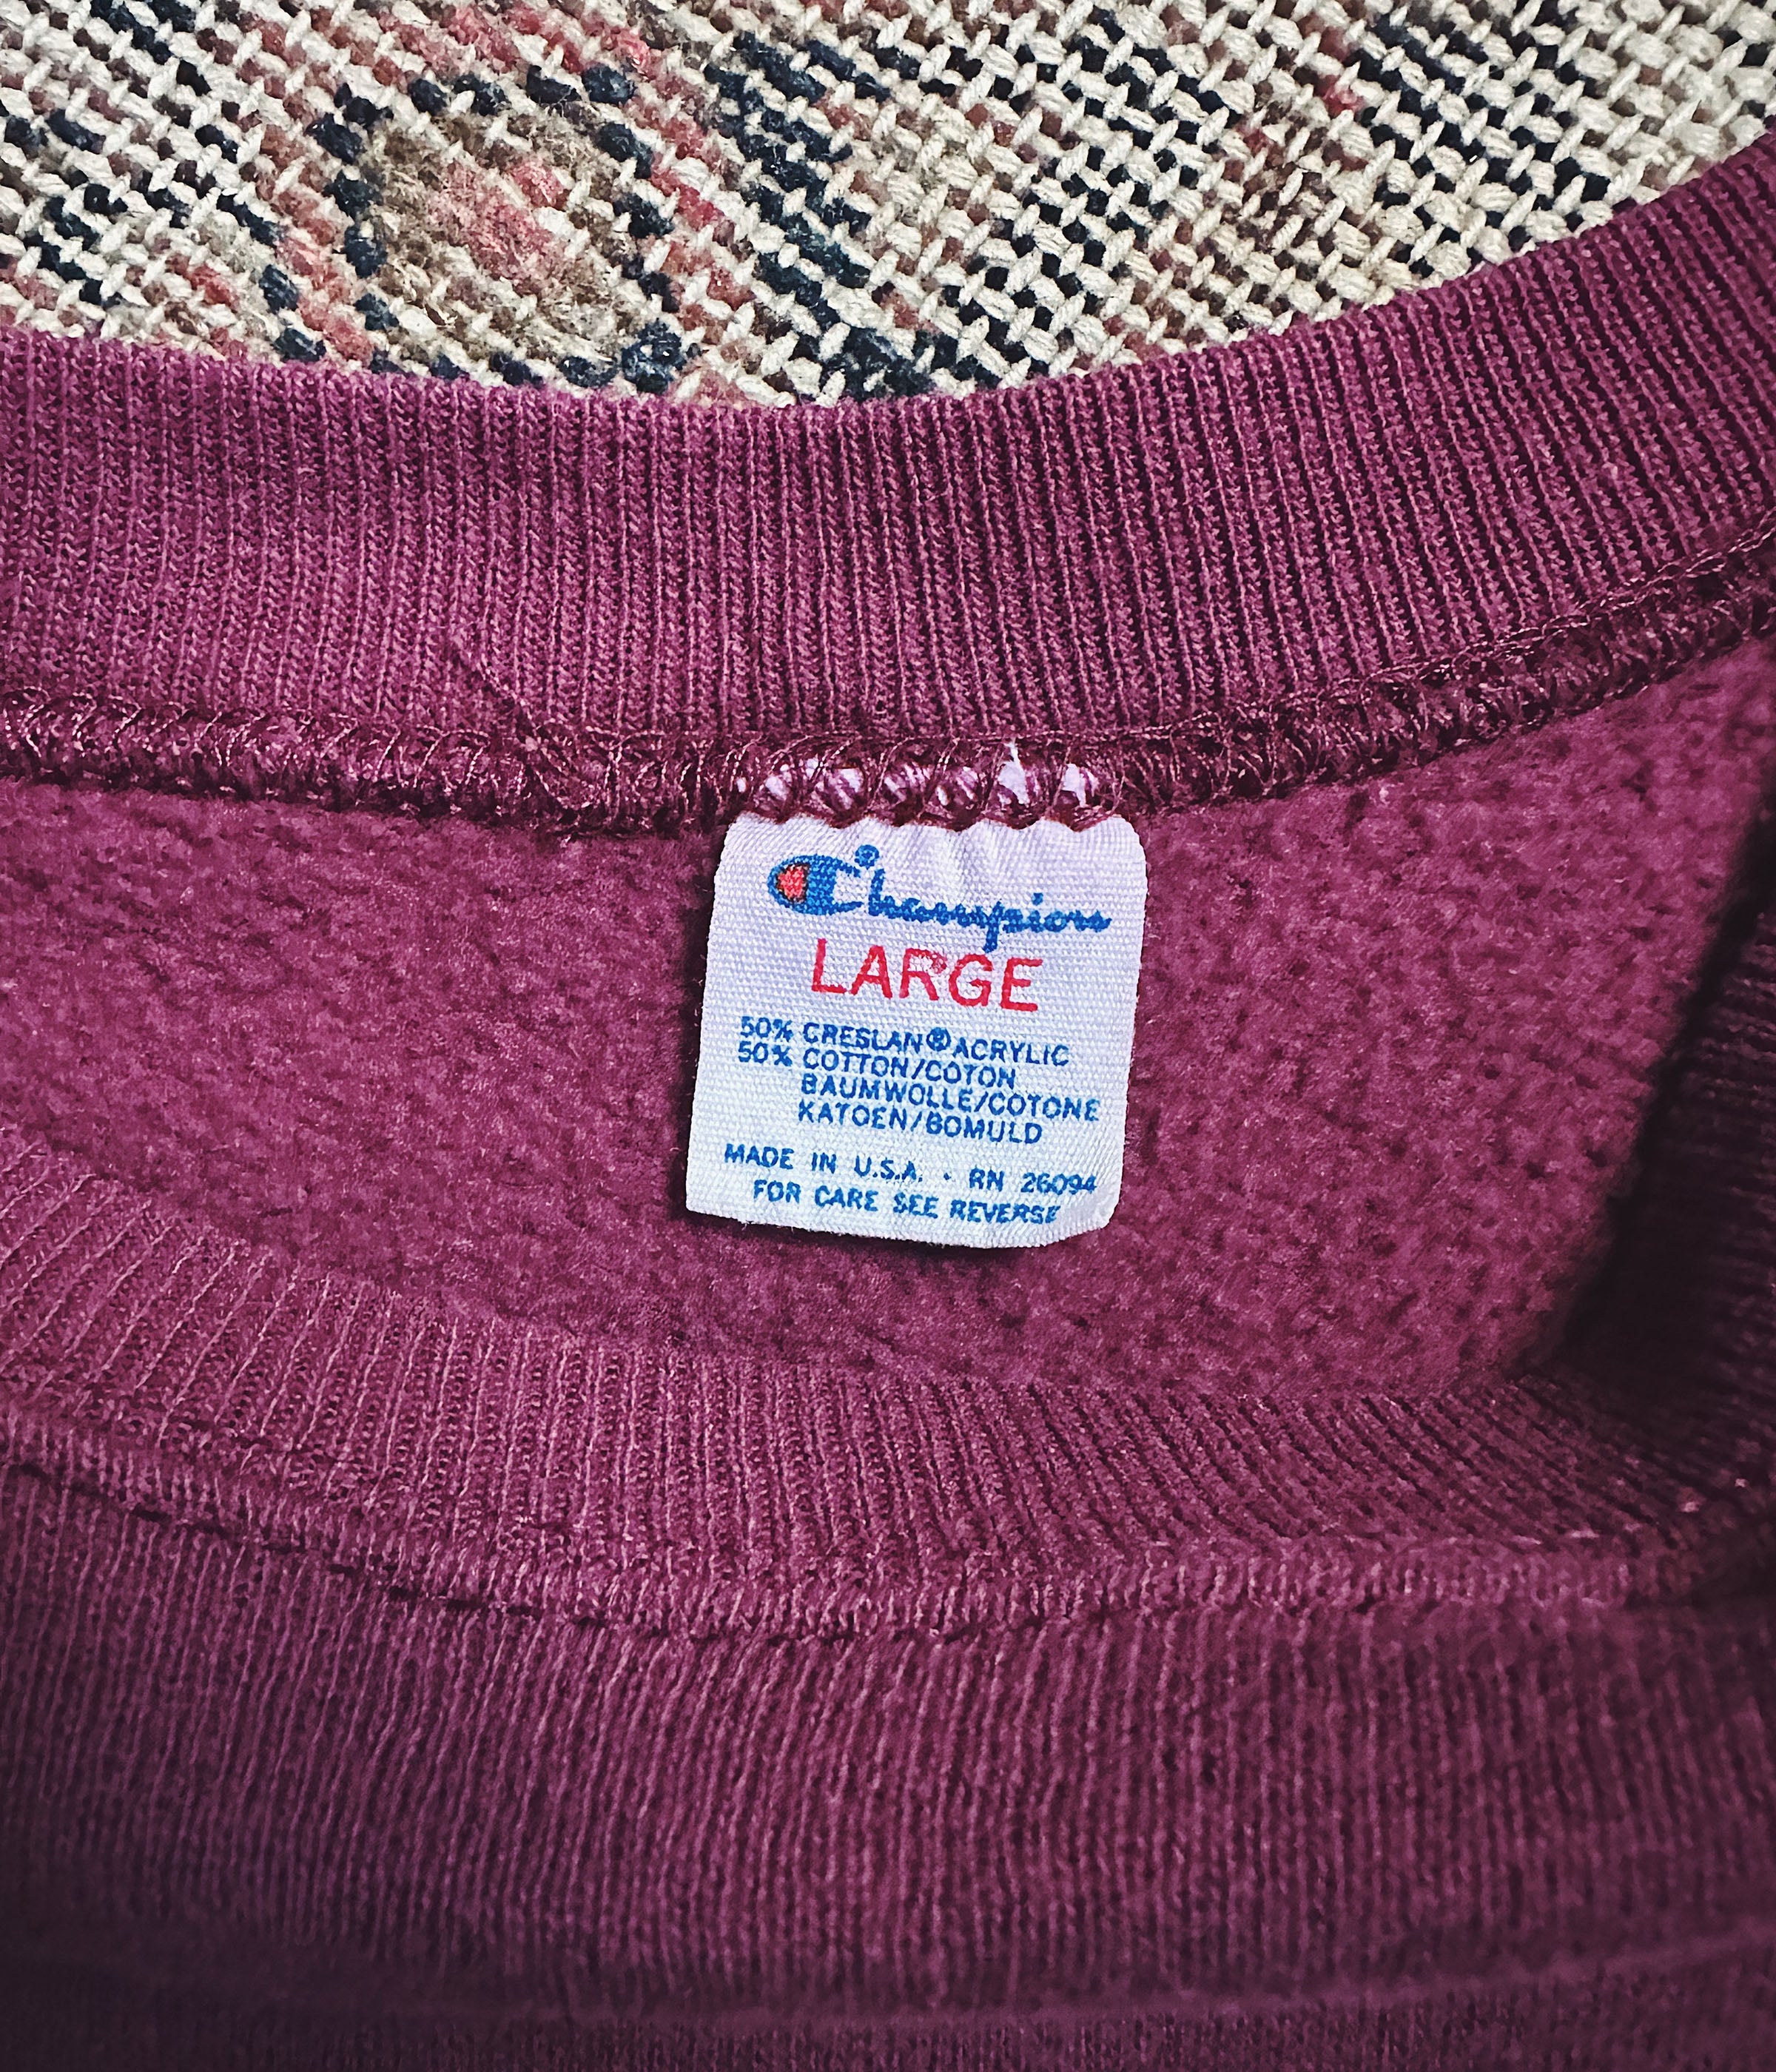 Champion
LARGE
50% CRESLAN® ACRYLIC
50% COTTON/COTON
BAUMWOLLE/COTONE
KATOEN/BOMULD
MADE IN U.S.A. · RN 26094
FOR CARE SEE REVERSE